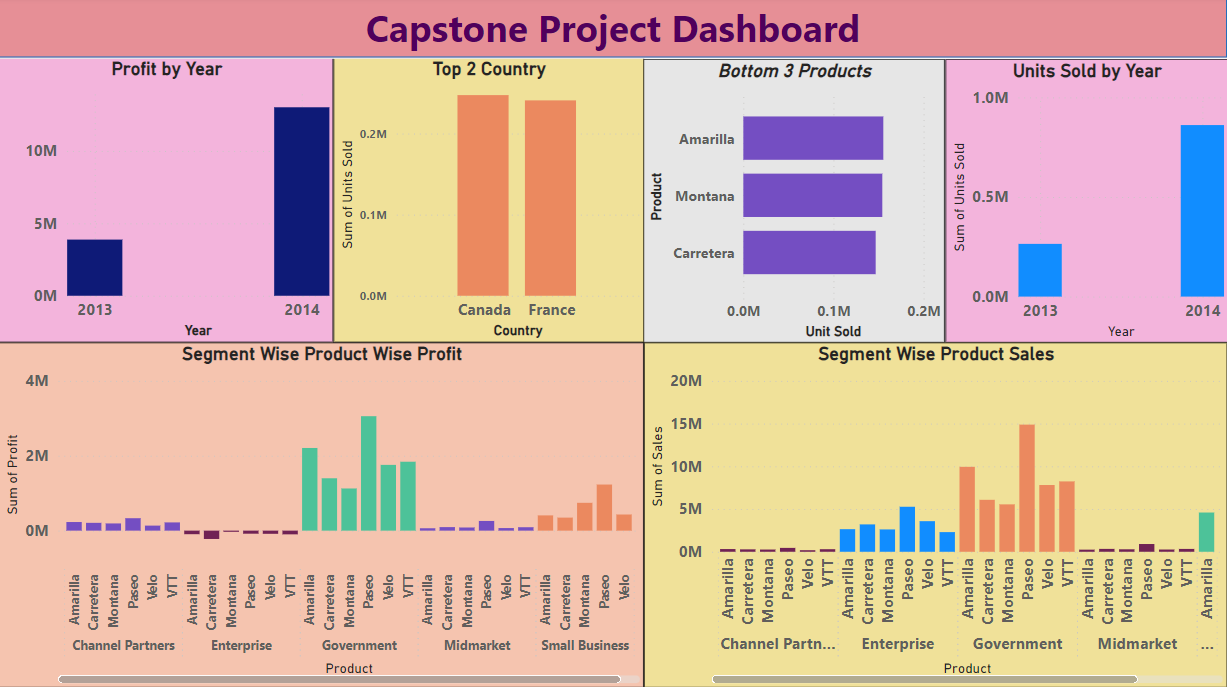 Capstone Project Dashboard
Profit by Year
10M
5M
0M
2013
2014
Year
Top 2 Country
Sum of Units Sold
0.2M
0.1M
0.0M
Canada
France
Country
Bottom 3 Products
Product
Amarilla
Montana
Carretera
0.0M
0.1M
0.2M
Unit Sold
Units Sold by Year
Sum of Units Sold
1.0M
0.5M
0.0M
2013
2014
Year
Segment Wise Product Wise Profit
Sum of Profit
4M
2M
0M
Amarilla
Carretera
Montana
Paseo
Velo
VTT
Amarilla
Carretera
Montana
Paseo
Velo
VTT
Amarilla
Carretera
Montana
Paseo
Velo
VTT
Amarilla
Carretera
Montana
Paseo
Velo
VTT
Amarilla
Carretera
Montana
Paseo
Velo
Channel Partners
Enterprise
Government
Midmarket
Small Business
Product
Segment Wise Product Sales
Sum of Sales
20M
15M
10M
5M
0M
Amarilla
Carretera
Montana
Paseo
Velo
VTT
Amarilla
Carretera
Montana
Paseo
Velo
VTT
Amarilla
Carretera
Montana
Paseo
Velo
VTT
Amarilla
Carretera
Montana
Paseo
Velo
VTT
Amarilla
Channel Partn...
Enterprise
Government
Midmarket
...
Product